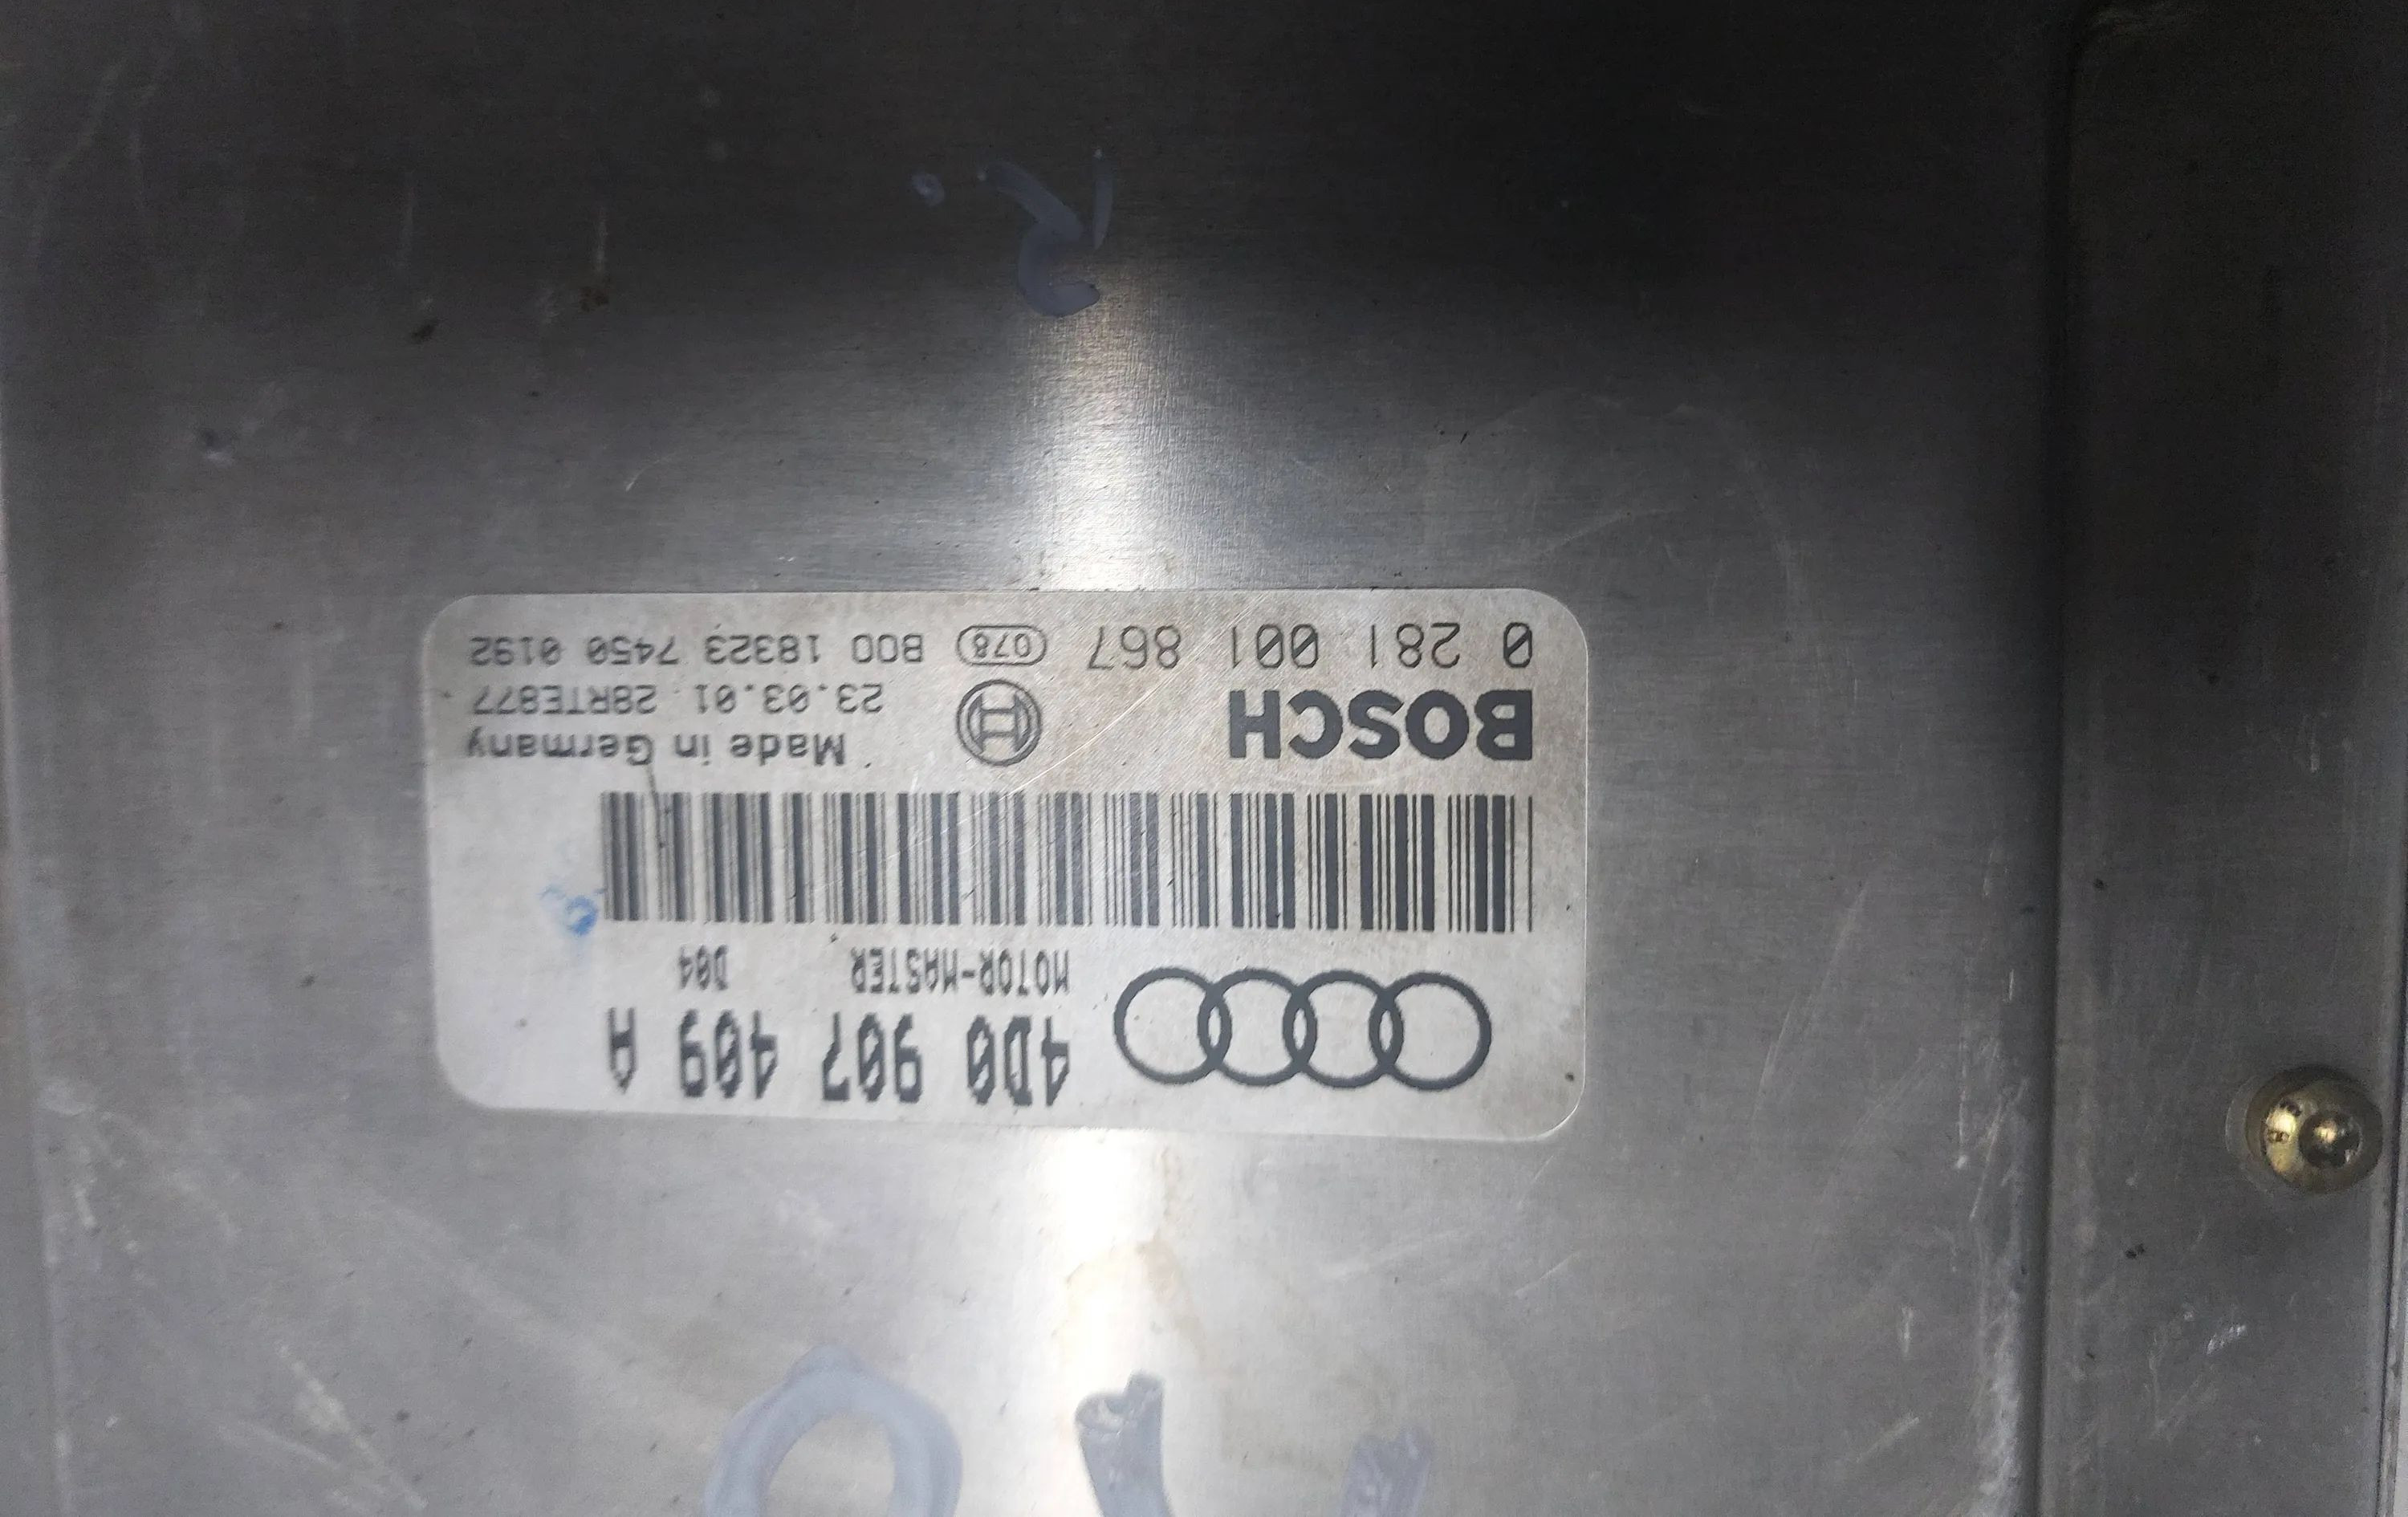 4D0 907 409 A
MOTOR-MASTER D04
BOSCH
Made in Germany
23.03.01 28RTE877
0 281 001 867 078 BOO 18323 7450 0192